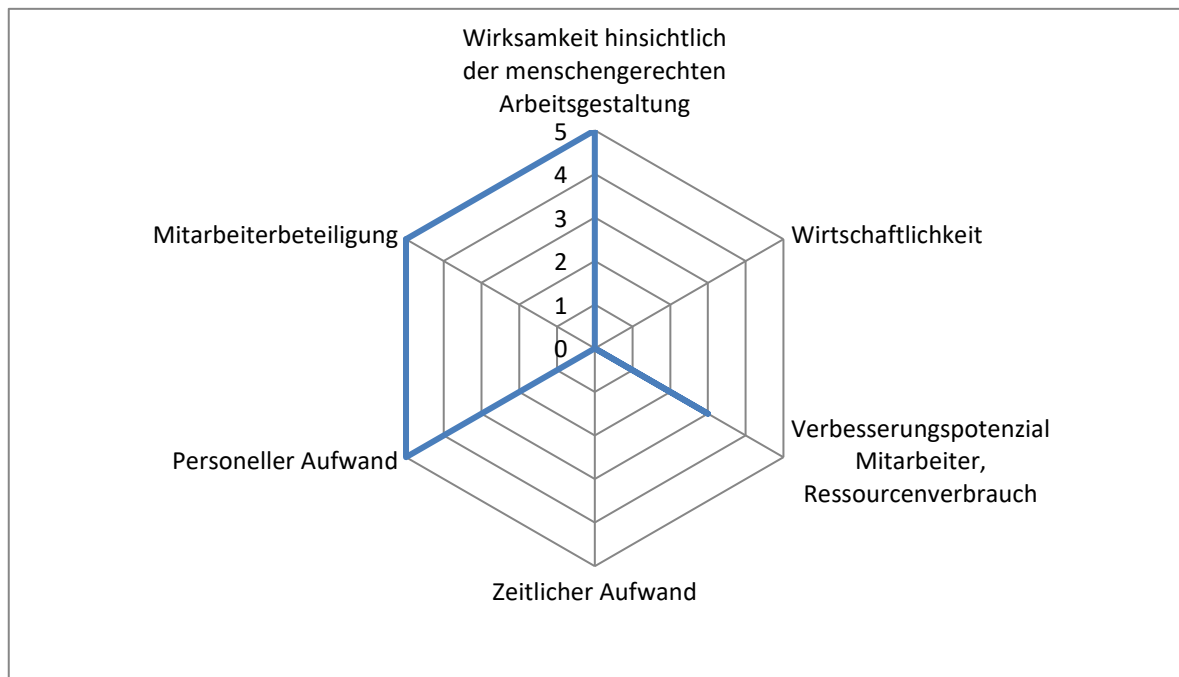 Wirksamkeit hinsichtlich
der menschengerechten
Arbeitsgestaltung
5
4
3
2
1
0
Mitarbeiterbeteiligung
Wirtschaftlichkeit
Personeller Aufwand
Verbesserungspotenzial
Mitarbeiter,
Ressourcenverbrauch
Zeitlicher Aufwand